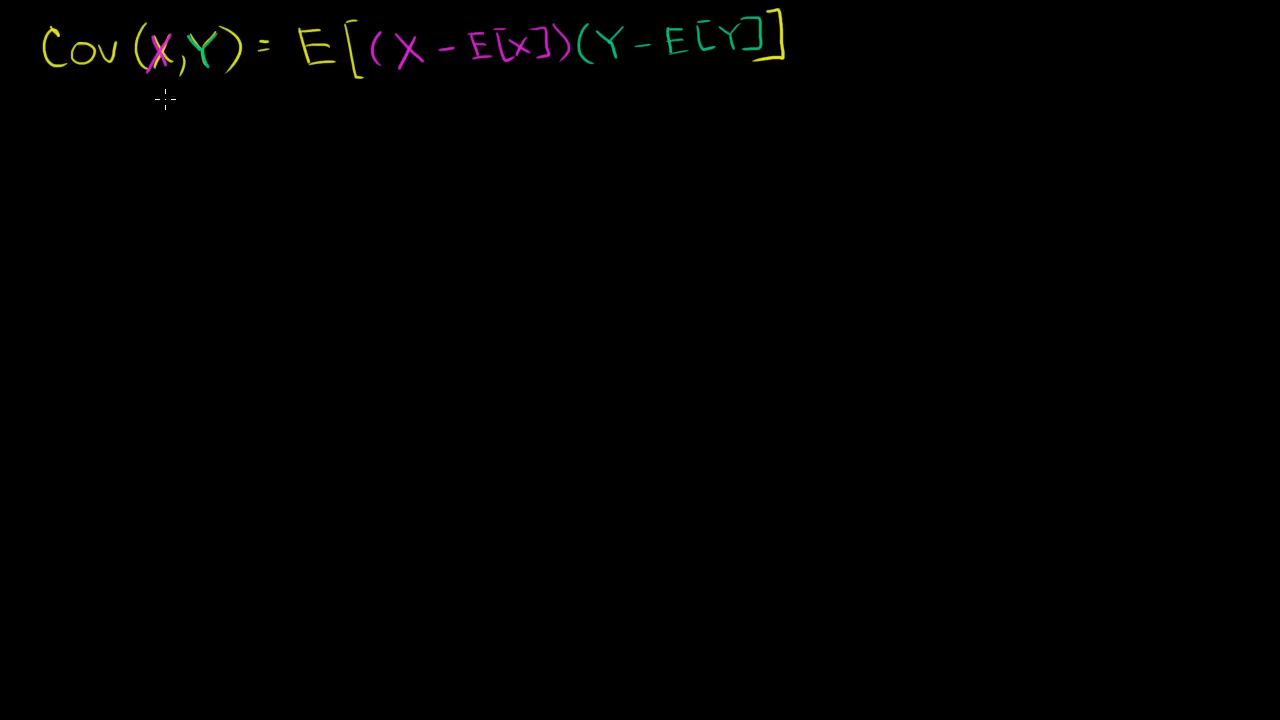 Cov (X,Y) = E[(X - E[X])(Y - E[Y]]